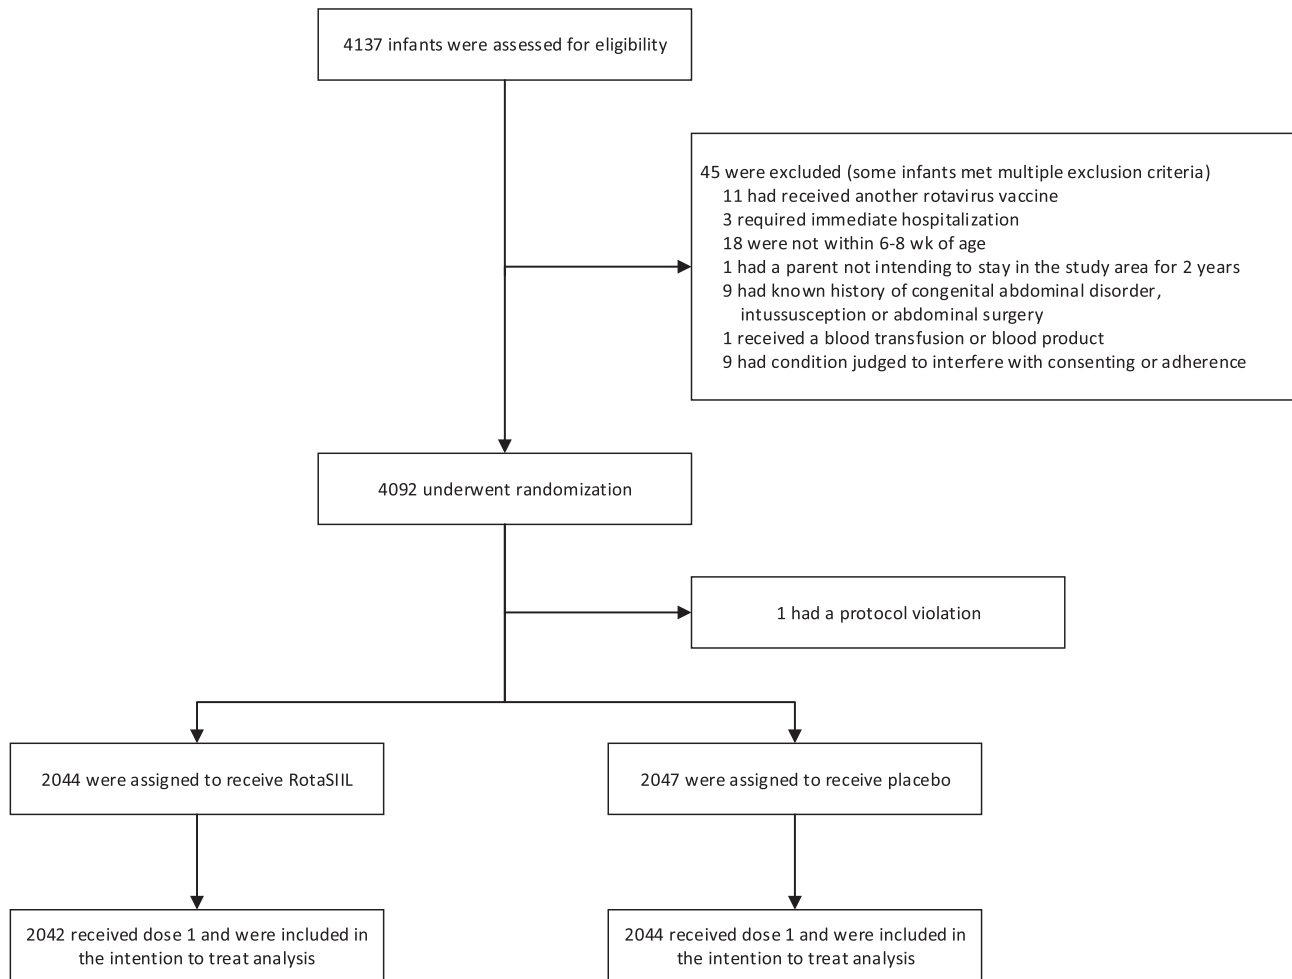 4137 infants were assessed for eligibility
45 were excluded (some infants met multiple exclusion criteria)
11 had received another rotavirus vaccine
3 required immediate hospitalization
18 were not within 6-8 wk of age
1 had a parent not intending to stay in the study area for 2 years
9 had known history of congenital abdominal disorder,
intussusception or abdominal surgery
1 received a blood transfusion or blood product
9 had condition judged to interfere with consenting or adherence
4092 underwent randomization
1 had a protocol violation
2044 were assigned to receive RotaSIIL
2047 were assigned to receive placebo
2042 received dose 1 and were included in
the intention to treat analysis
2044 received dose 1 and were included in
the intention to treat analysis